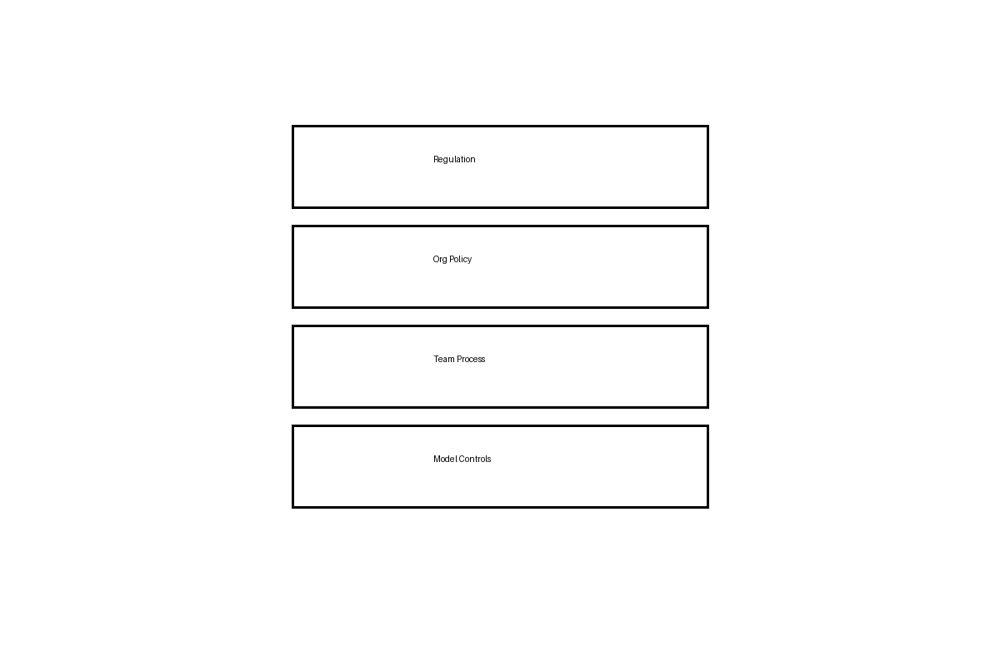 Regulation
Org Policy
Team Process
Model Controls